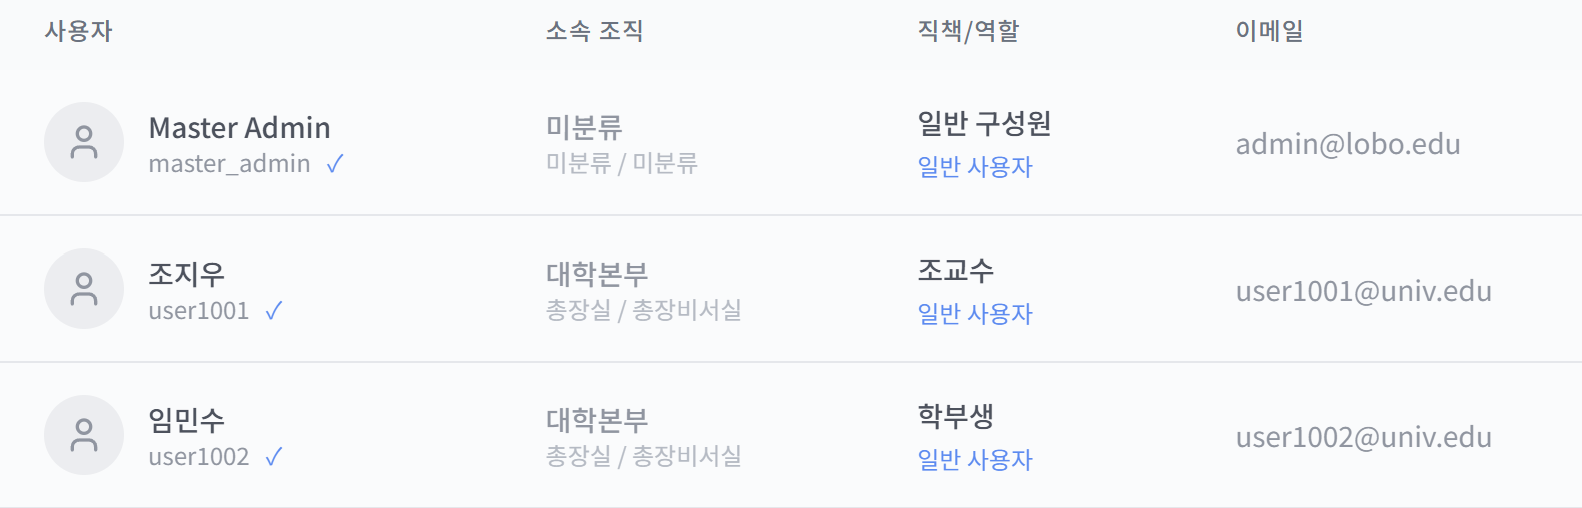 사용자 소속 조직 직책/역할 이메일
Master Admin 미분류 일반 구성원 admin@lobo.edu
master_admin ✓ 미분류 / 미분류 일반 사용자
조지우 대학본부 조교수 user1001@univ.edu
user1001 ✓ 총장실 / 총장비서실 일반 사용자
임민수 대학본부 학부생 user1002@univ.edu
user1002 ✓ 총장실 / 총장비서실 일반 사용자